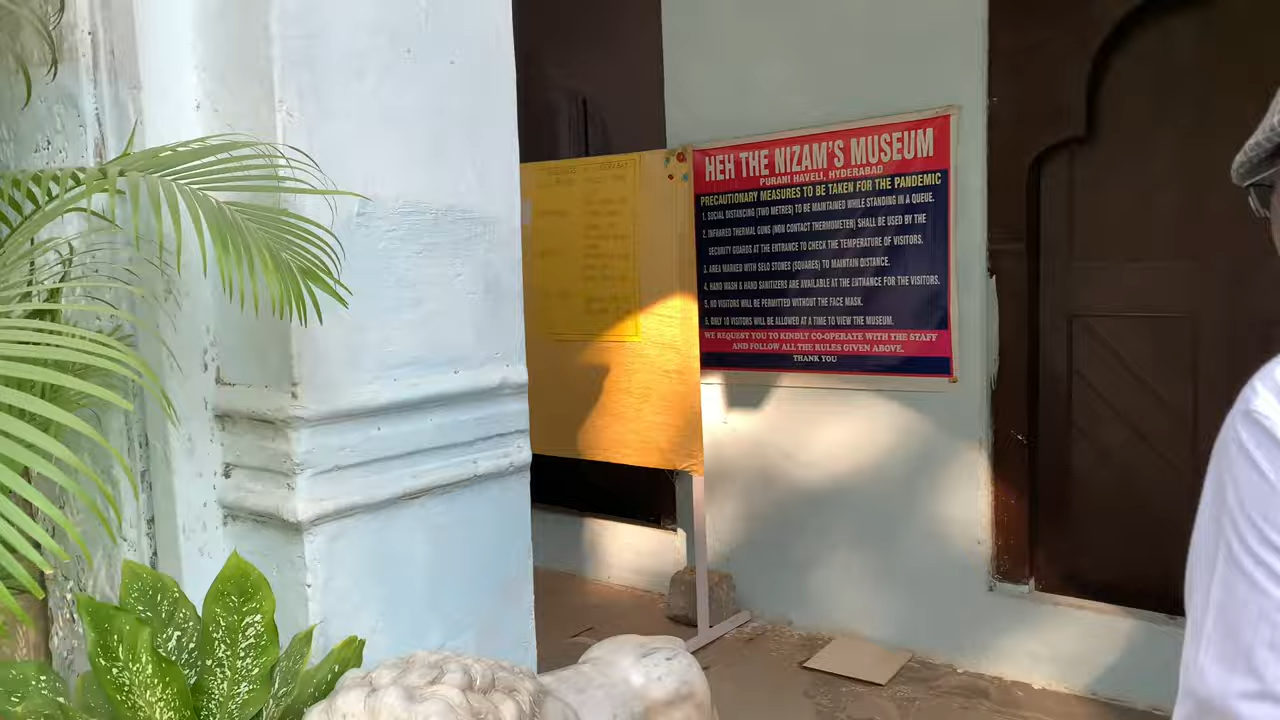 HEH THE NIZAM'S MUSEUM
PURANI HAVELI, HYDERABAD
PRECAUTIONARY MEASURES TO BE TAKEN FOR THE PANDEMIC
1. SOCIAL DISTANCING (TWO METRES) TO BE MAINTAINED WHILE STANDING IN A QUEUE.
2. INFRARED THERMAL GUNS (NON CONTACT THERMOMETER) SHALL BE USED BY THE
SECURITY GUARDS AT THE ENTRANCE TO CHECK THE TEMPERATURE OF VISITORS.
3. AREA MARKED WITH SELO STONES (SQUARES) TO MAINTAIN DISTANCE.
4. HAND WASH & HAND SANITIZERS ARE AVAILABLE AT THE ENTRANCE FOR THE VISITORS.
5. NO VISITORS WILL BE PERMITTED WITHOUT THE FACE MASK.
6. ONLY 10 VISITORS WILL BE ALLOWED AT A TIME TO VIEW THE MUSEUM.
WE REQUEST YOU TO KINDLY CO-OPERATE WITH THE STAFF
AND FOLLOW ALL THE RULES GIVEN ABOVE.
THANK YOU